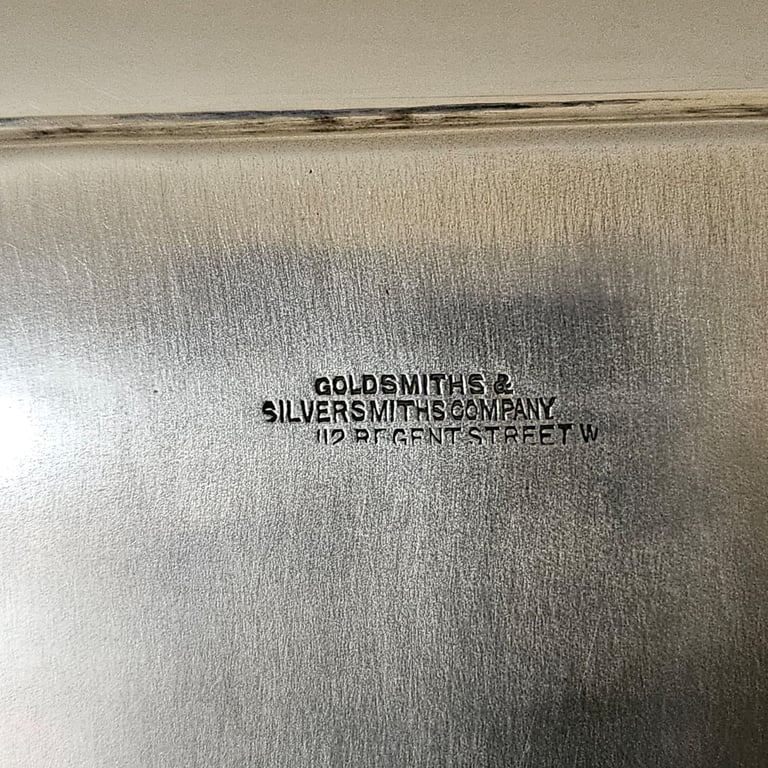 GOLDSMITHS &
SILVERSMITHS COMPANY
112 REGENT STREET W